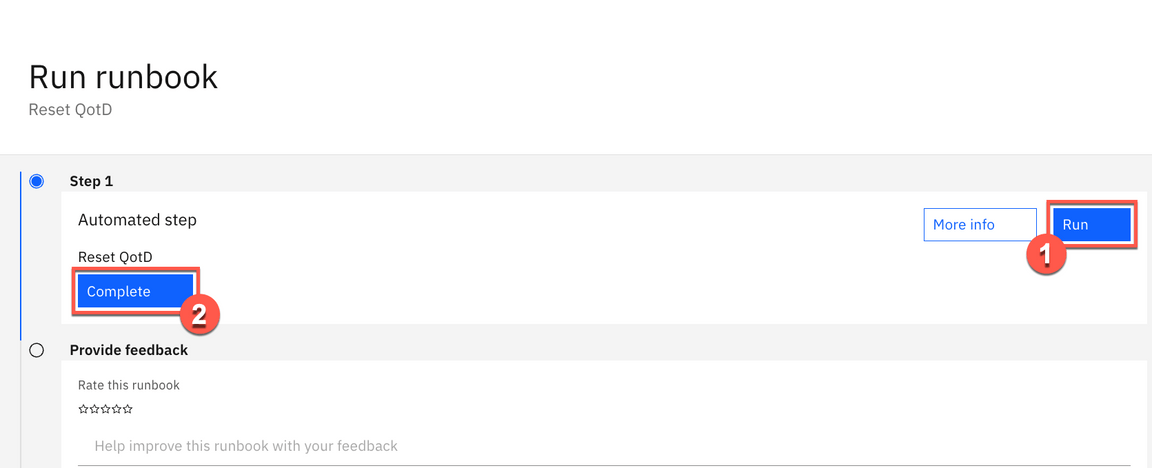 Run runbook
Reset QotD
Step 1
Automated step
More info
Run
1
Reset QotD
Complete
2
Provide feedback
Rate this runbook
Help improve this runbook with your feedback